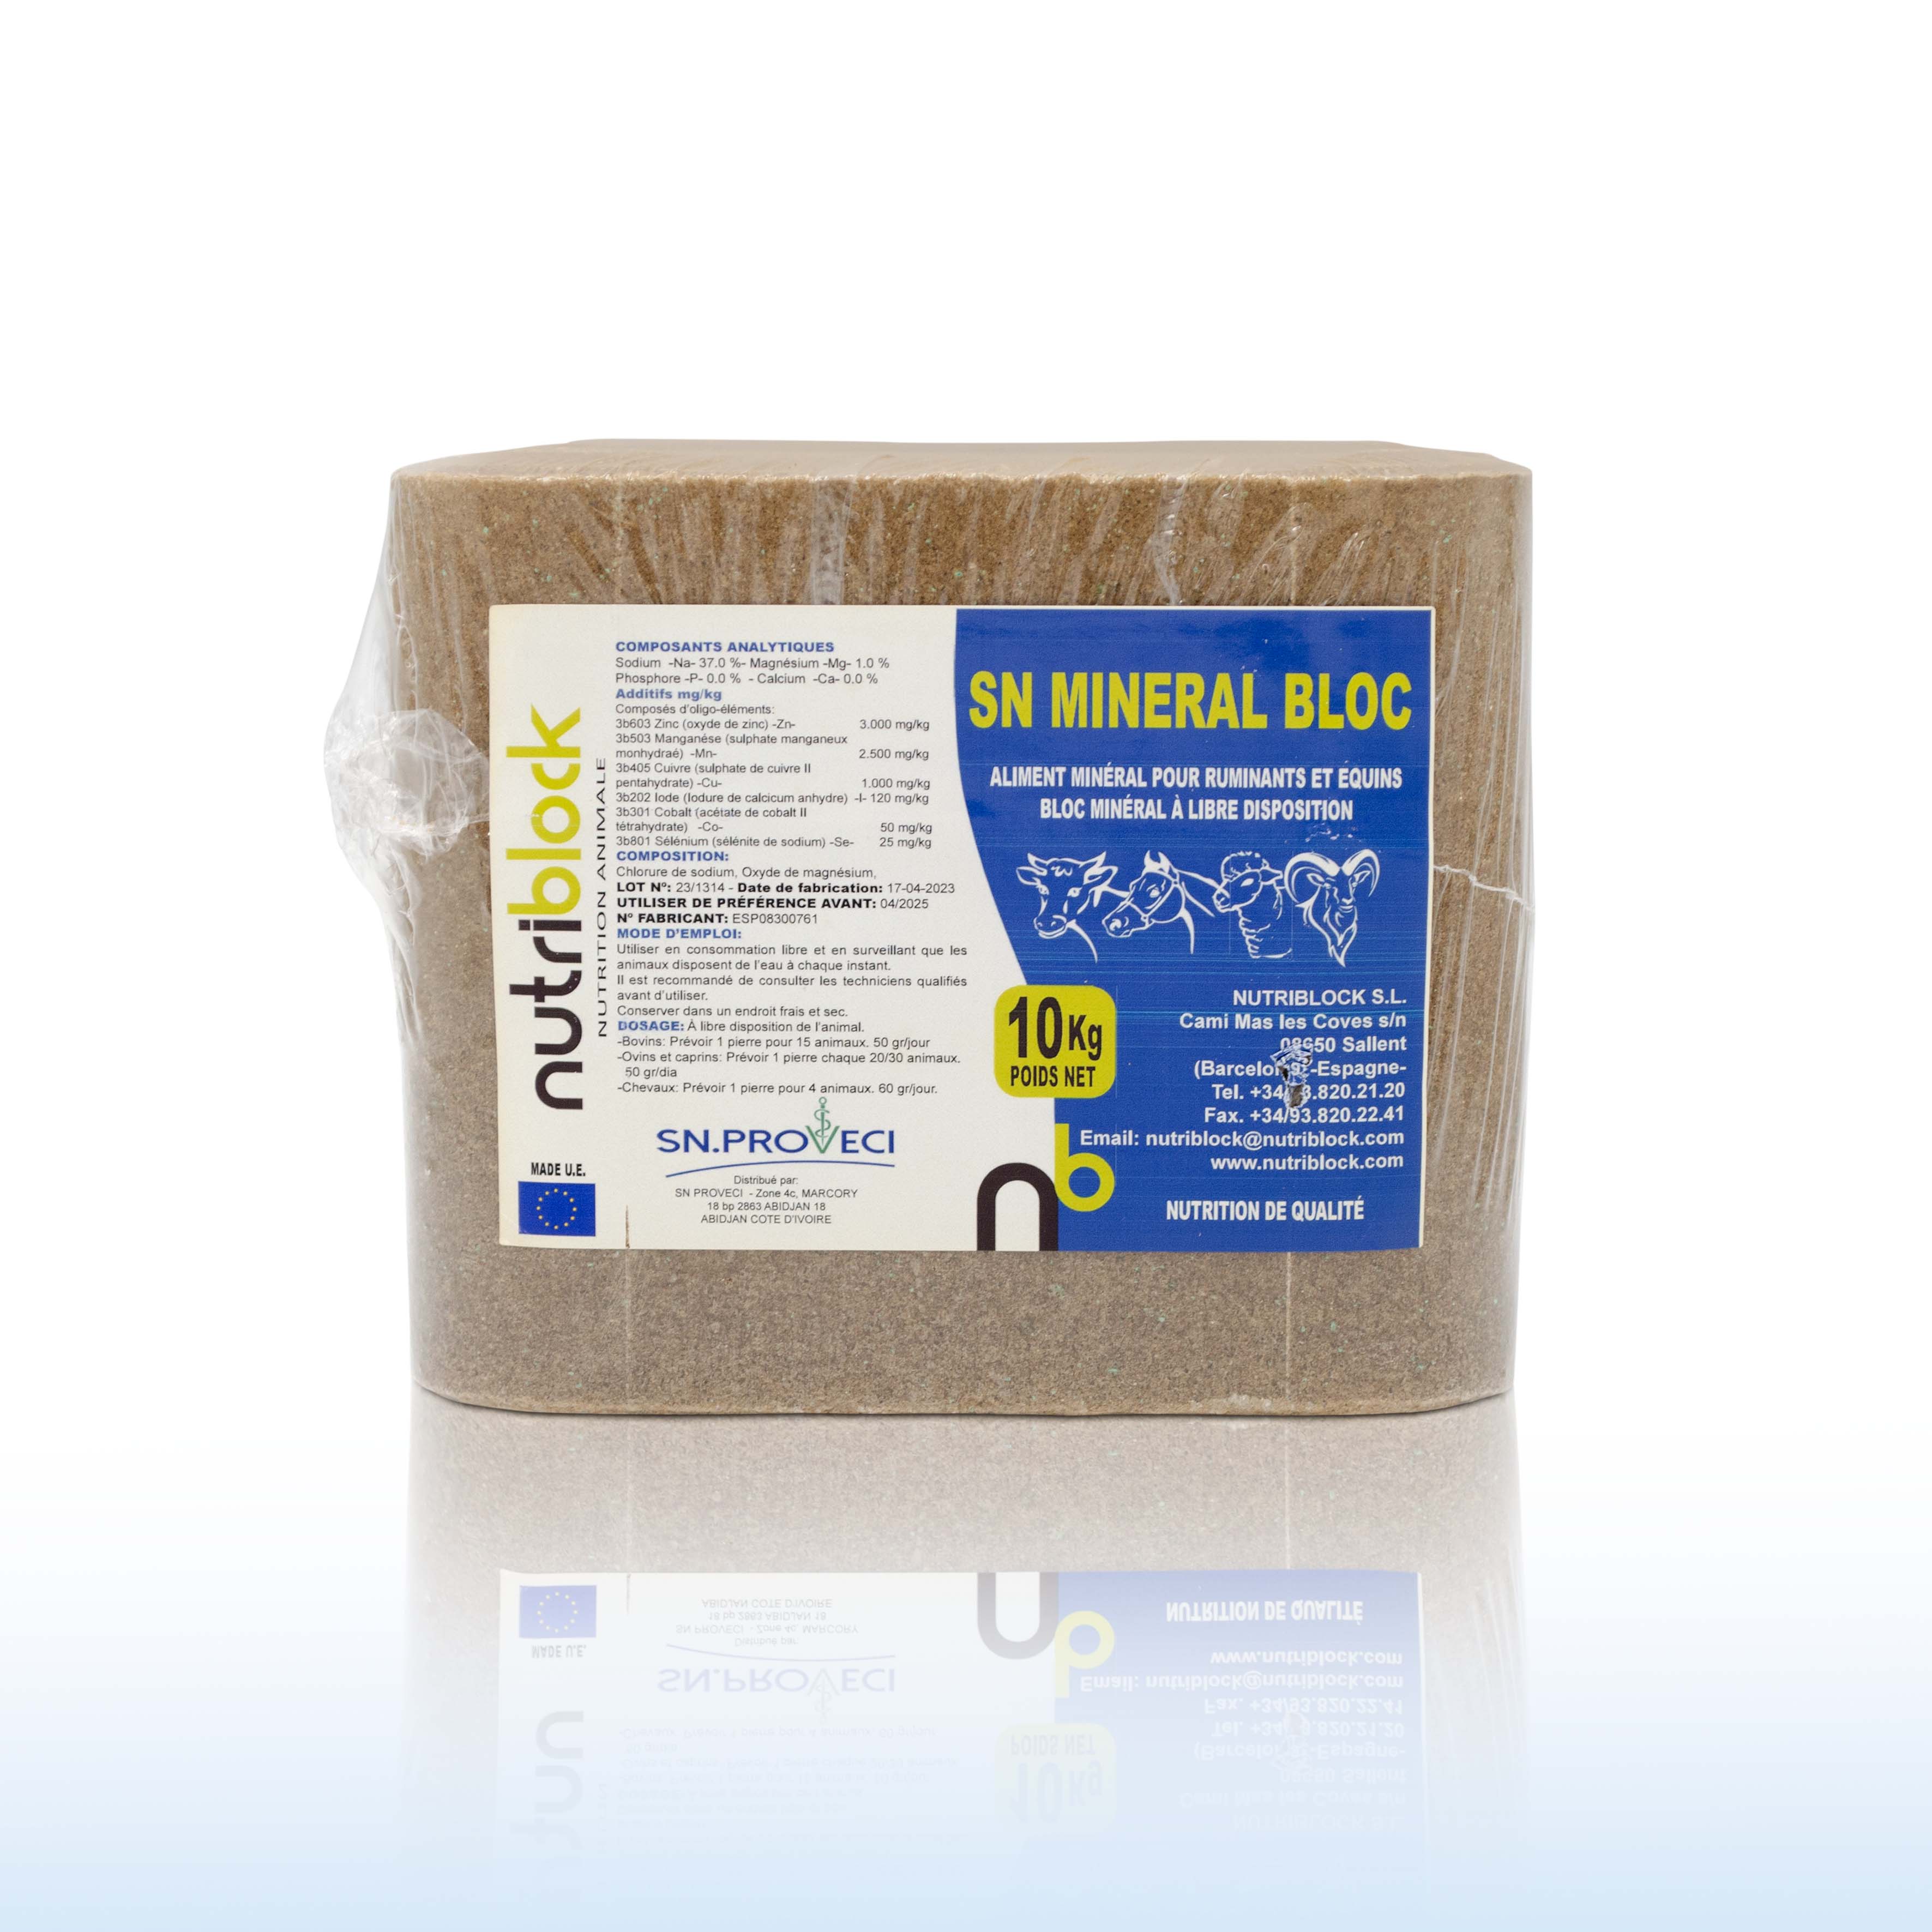 nutriblock
NUTRITION ANIMALE
MADE U.E.
COMPOSANTS ANALYTIQUES
Sodium -Na- 37.0 %- Magnésium -Mg- 1.0 %
Phosphore -P- 0.0 % - Calcium -Ca- 0.0 %
Additifs mg/kg
Composés d'oligo-éléments:
3b603 Zinc (oxyde de zinc) -Zn- 3.000 mg/kg
3b503 Manganése (sulphate manganeux
monhydraé) -Mn- 2.500 mg/kg
3b405 Cuivre (sulphate de cuivre II
pentahydrate) -Cu- 1.000 mg/kg
3b202 Iode (Iodure de calcicum anhydre) -I- 120 mg/kg
3b301 Cobalt (acétate de cobalt II
tétrahydrate) -Co- 50 mg/kg
3b801 Sélénium (sélénite de sodium) -Se- 25 mg/kg
COMPOSITION:
Chlorure de sodium, Oxyde de magnésium,
LOT Nº: 23/1314 - Date de fabrication: 17-04-2023
UTILISER DE PRÉFÉRENCE AVANT: 04/2025
Nº FABRICANT: ESP08300761
MODE D'EMPLOI:
Utiliser en consommation libre et en surveillant que les
animaux disposent de l'eau à chaque instant.
Il est recommandé de consulter les techniciens qualifiés
avant d'utiliser.
Conserver dans un endroit frais et sec.
DOSAGE: À libre disposition de l'animal.
-Bovins: Prévoir 1 pierre pour 15 animaux. 50 gr/jour
-Ovins et caprins: Prévoir 1 pierre chaque 20/30 animaux.
50 gr/dia
-Chevaux: Prévoir 1 pierre pour 4 animaux. 60 gr/jour.
SN.PROVECI
Distribué par:
SN PROVECI - Zone 4c, MARCORY
18 bp 2863 ABIDJAN 18
ABIDJAN COTE D'IVOIRE
SN MINERAL BLOC
ALIMENT MINÉRAL POUR RUMINANTS ET EQUINS
BLOC MINÉRAL À LIBRE DISPOSITION
10Kg
POIDS NET
NUTRIBLOCK S.L.
Cami Mas les Coves s/n
08650 Sallent
-Espagne-
Tel. 
Fax. +34/93.820.22.41
Email: nutriblock@nutriblock.com
www.nutriblock.com
nb
NUTRITION DE QUALITÉ